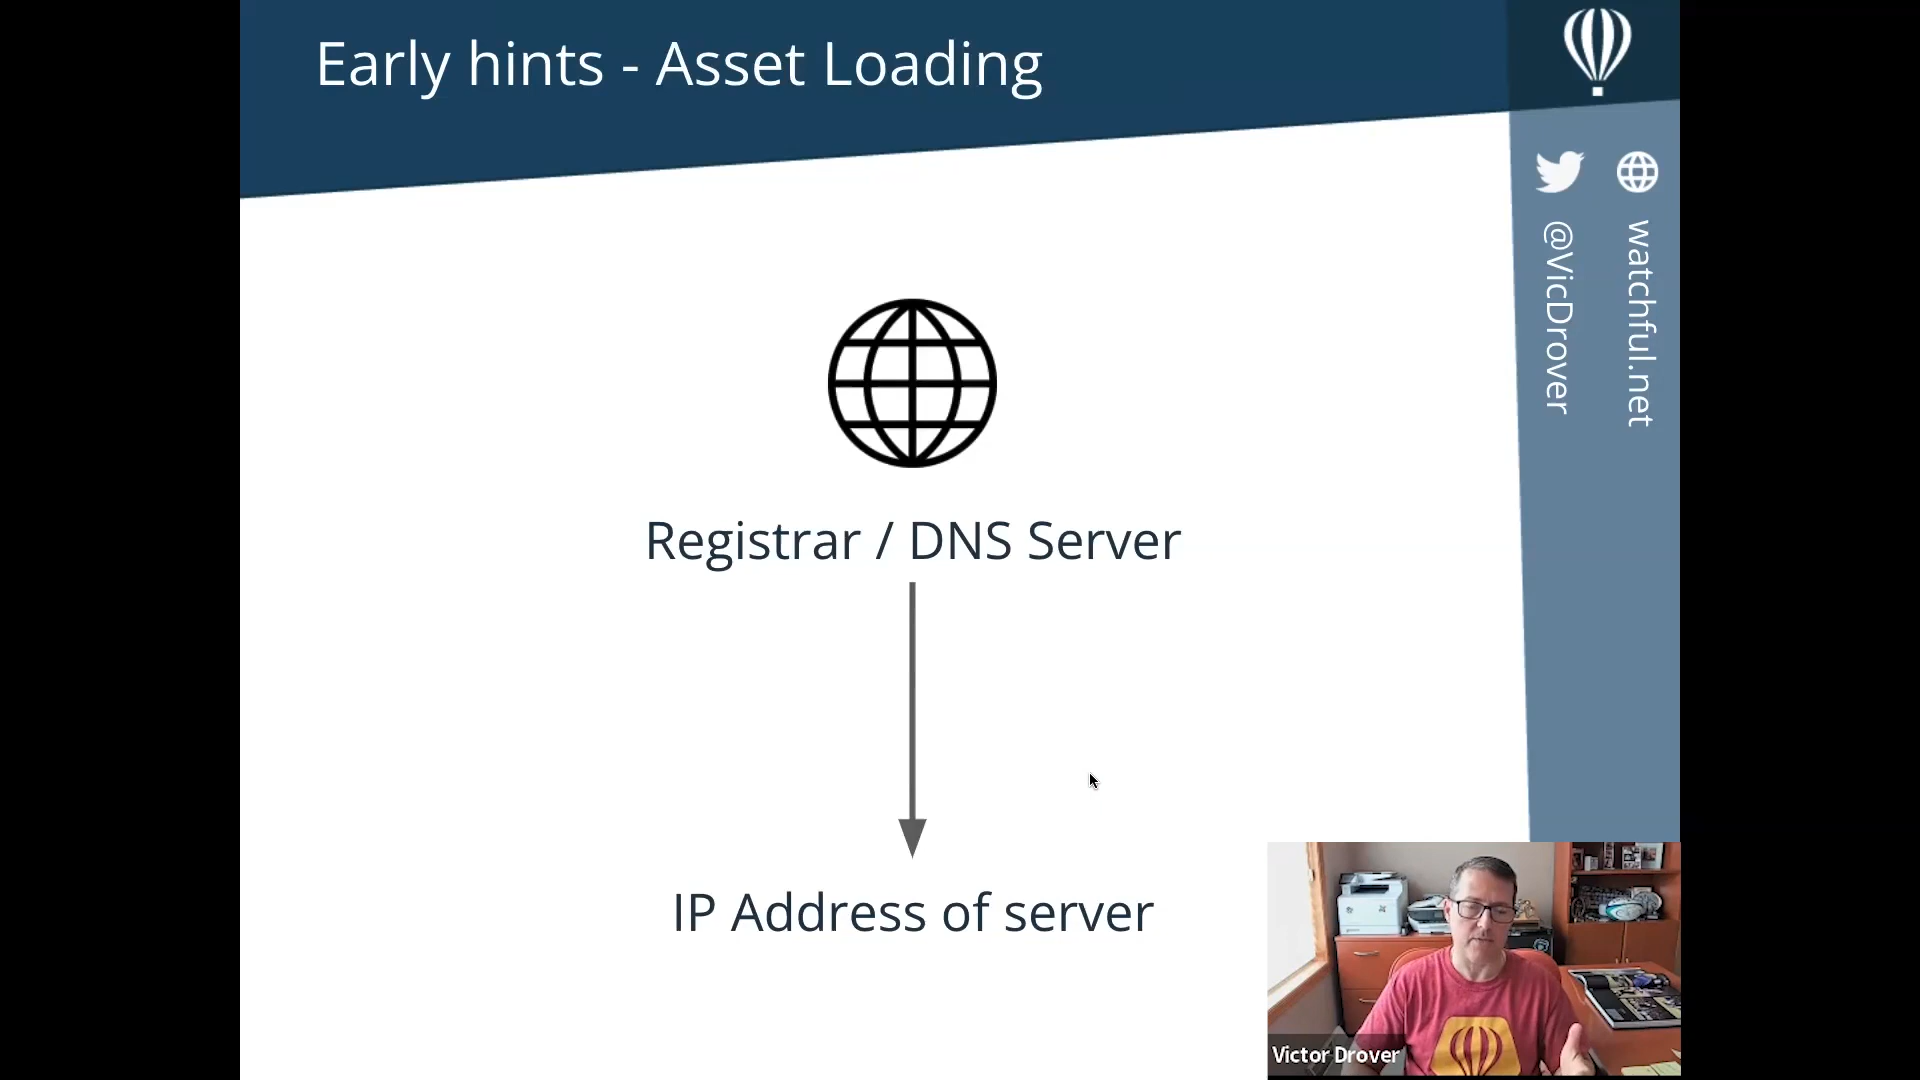 Early hints - Asset Loading
@VicDrover
watchful.net
Registrar / DNS Server
IP Address of server
Victor Drover